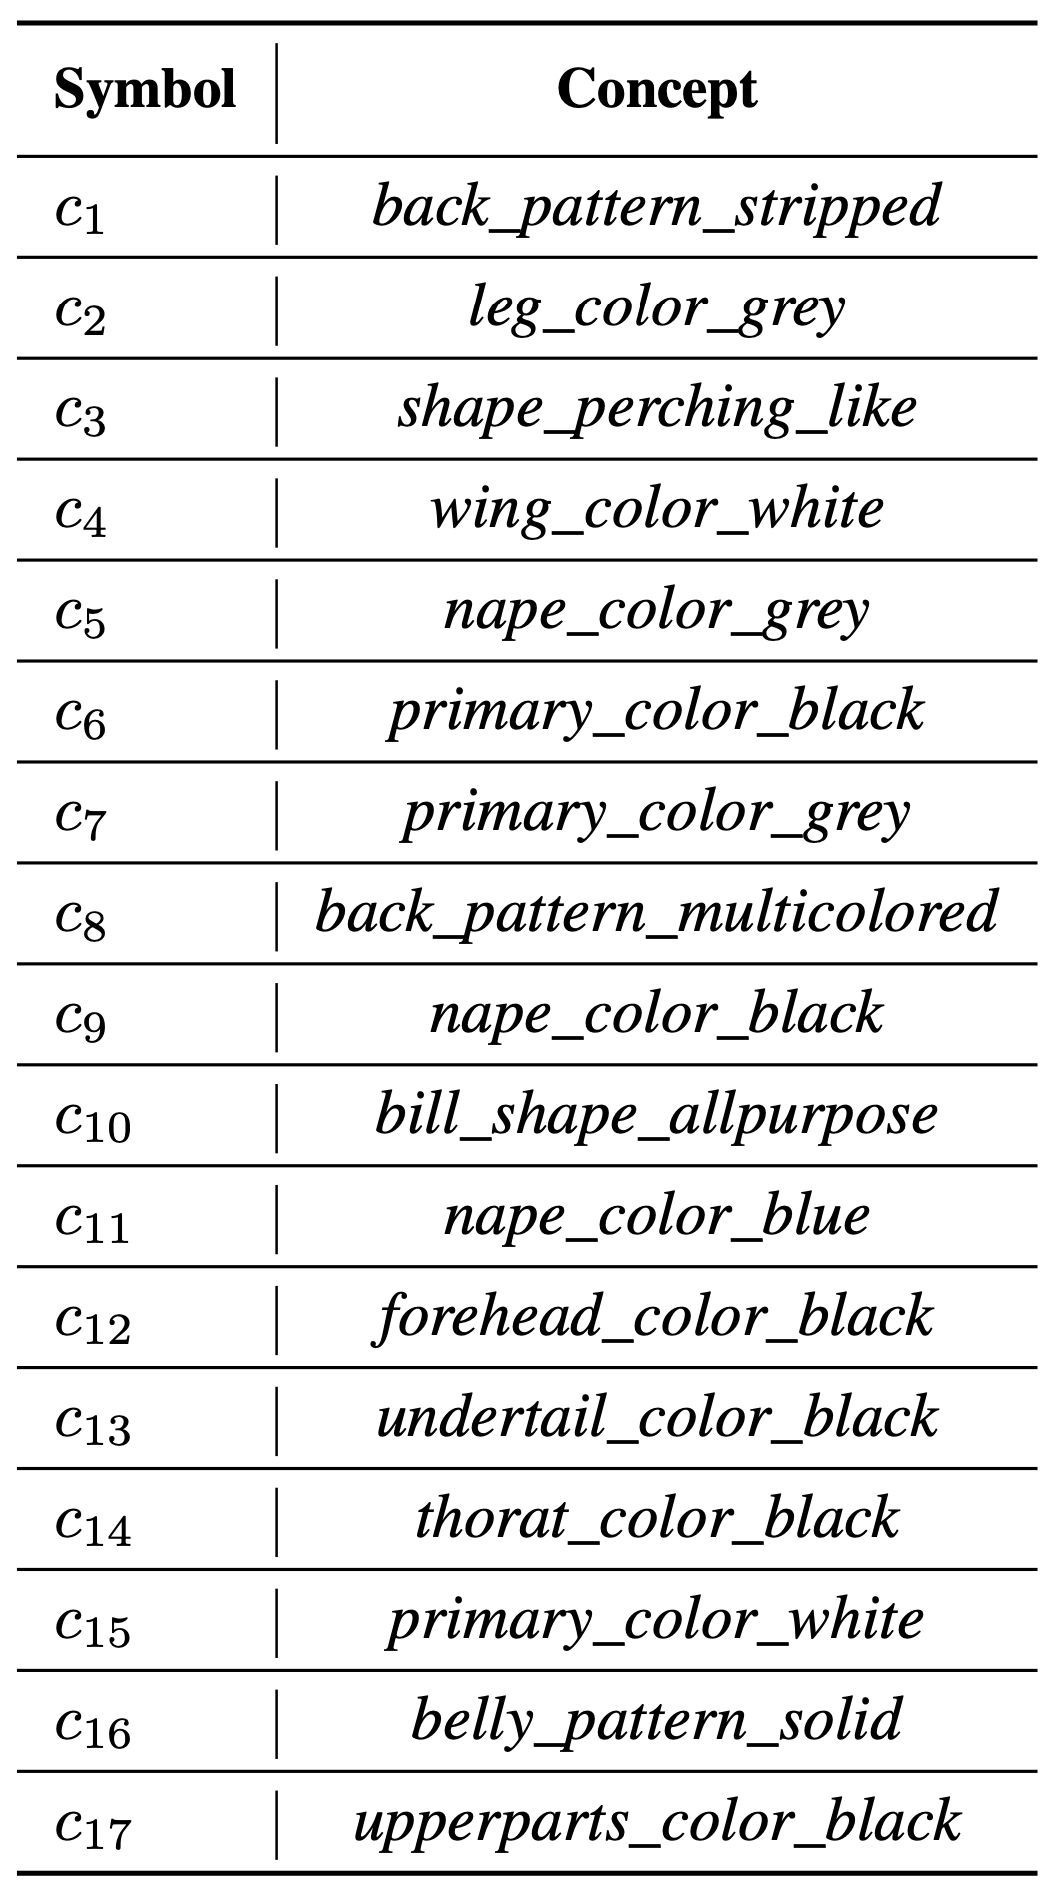 Symbol Concept
c1 back_pattern_stripped
c2 leg_color_grey
c3 shape_perching_like
c4 wing_color_white
c5 nape_color_grey
c6 primary_color_black
c7 primary_color_grey
c8 back_pattern_multicolored
c9 nape_color_black
c10 bill_shape_allpurpose
c11 nape_color_blue
c12 forehead_color_black
c13 undertail_color_black
c14 thorat_color_black
c15 primary_color_white
c16 belly_pattern_solid
c17 upperparts_color_black